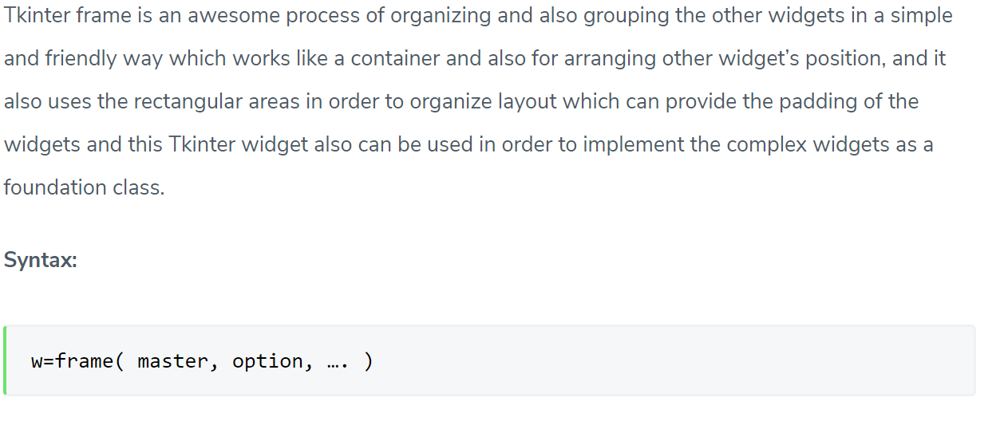 Tkinter frame is an awesome process of organizing and also grouping the other widgets in a simple
and friendly way which works like a container and also for arranging other widget’s position, and it
also uses the rectangular areas in order to organize layout which can provide the padding of the
widgets and this Tkinter widget also can be used in order to implement the complex widgets as a
foundation class.
Syntax:
w=frame( master, option, …. )